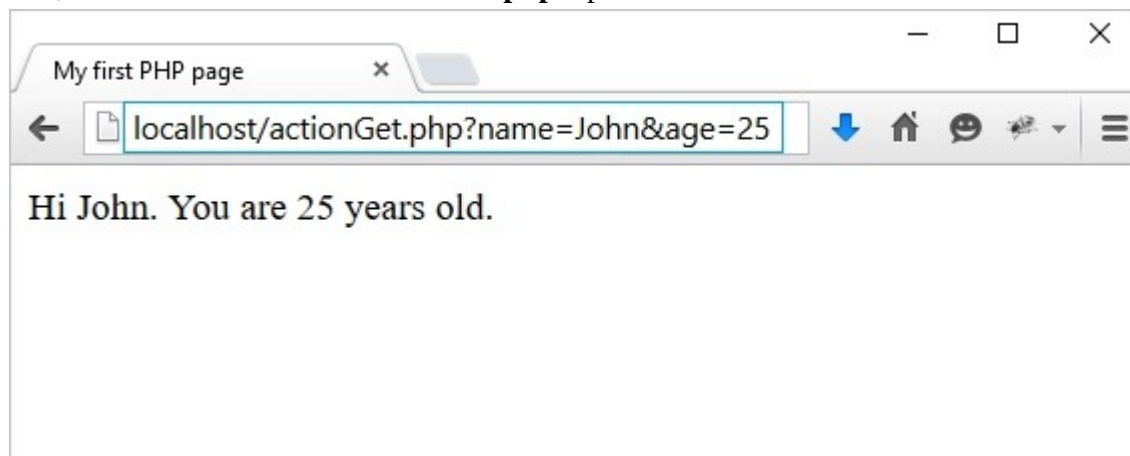 My first PHP page
localhost/actionGet.php?name=John&age=25
Hi John. You are 25 years old.